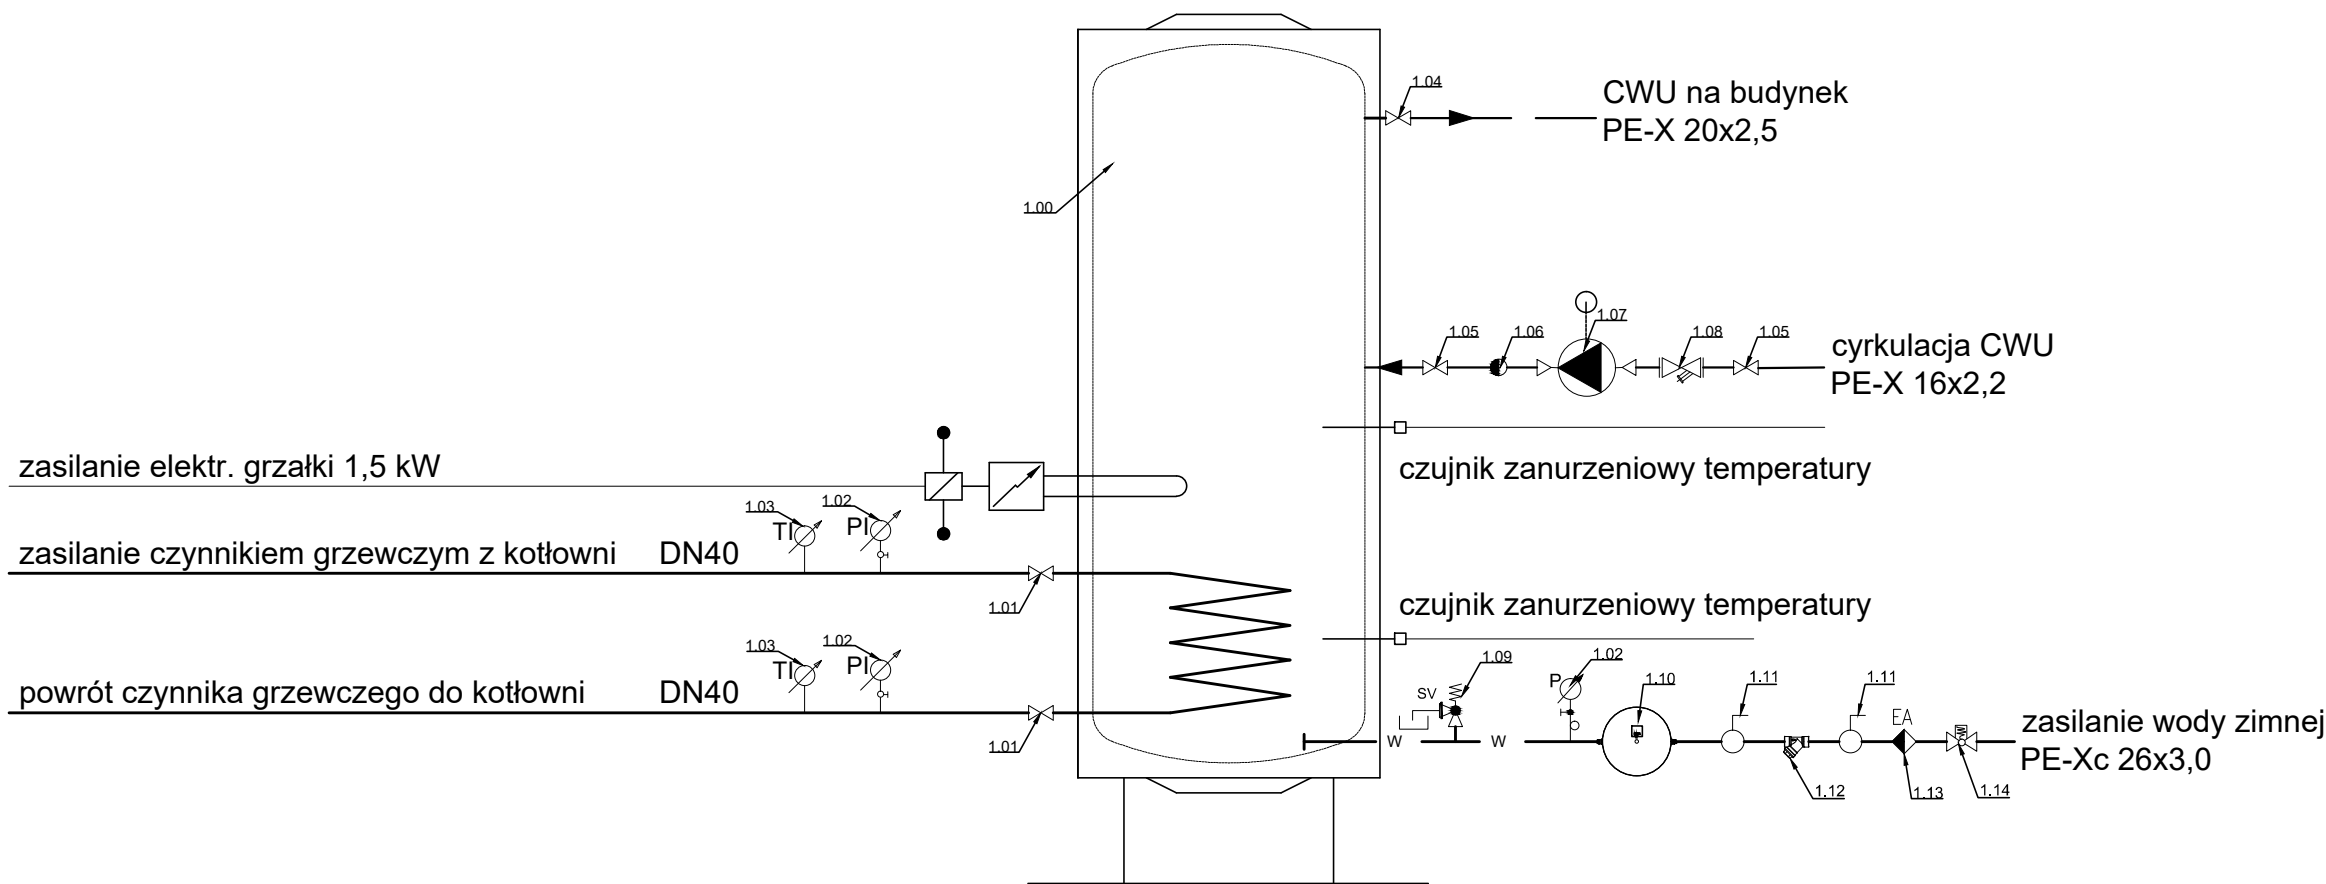 1.04
CWU na budynek
PE-X 20x2,5
1.00
1.05
1.06
1.07
1.08
1.05
cyrkulacja CWU
PE-X 16x2,2
zasilanie elektr. grzałki 1,5 kW
czujnik zanurzeniowy temperatury
1.03
TI
1.02
PI
zasilanie czynnikiem grzewczym z kotłowni DN40
1.01
czujnik zanurzeniowy temperatury
1.03
TI
1.02
PI
powrót czynnika grzewczego do kotłowni DN40
1.01
SV
1.09
P
1.02
1.10
1.11
1.11
EA
W
W
1.12
1.13
1.14
zasilanie wody zimnej
PE-Xc 26x3,0